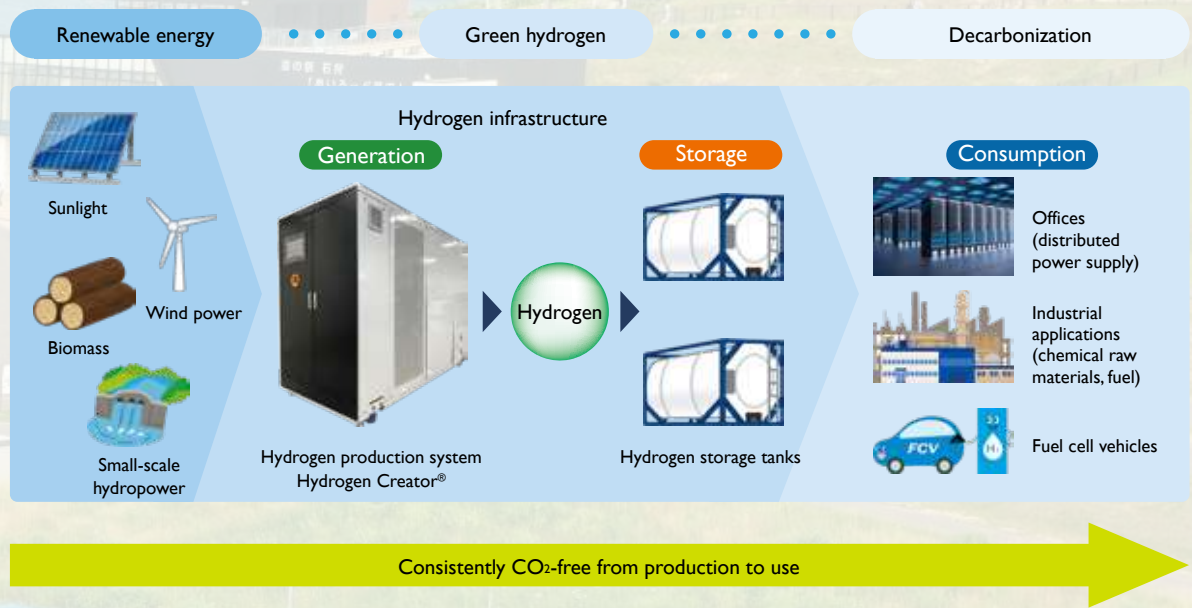 Renewable energy
Green hydrogen
Decarbonization
Hydrogen infrastructure
Generation
Storage
Consumption
Sunlight
Wind power
Biomass
Small-scale
hydropower
Hydrogen production system
Hydrogen Creator®
Hydrogen
Hydrogen storage tanks
Offices
(distributed
power supply)
Industrial
applications
(chemical raw
materials, fuel)
FCV
H₂
Fuel cell vehicles
Consistently CO₂-free from production to use